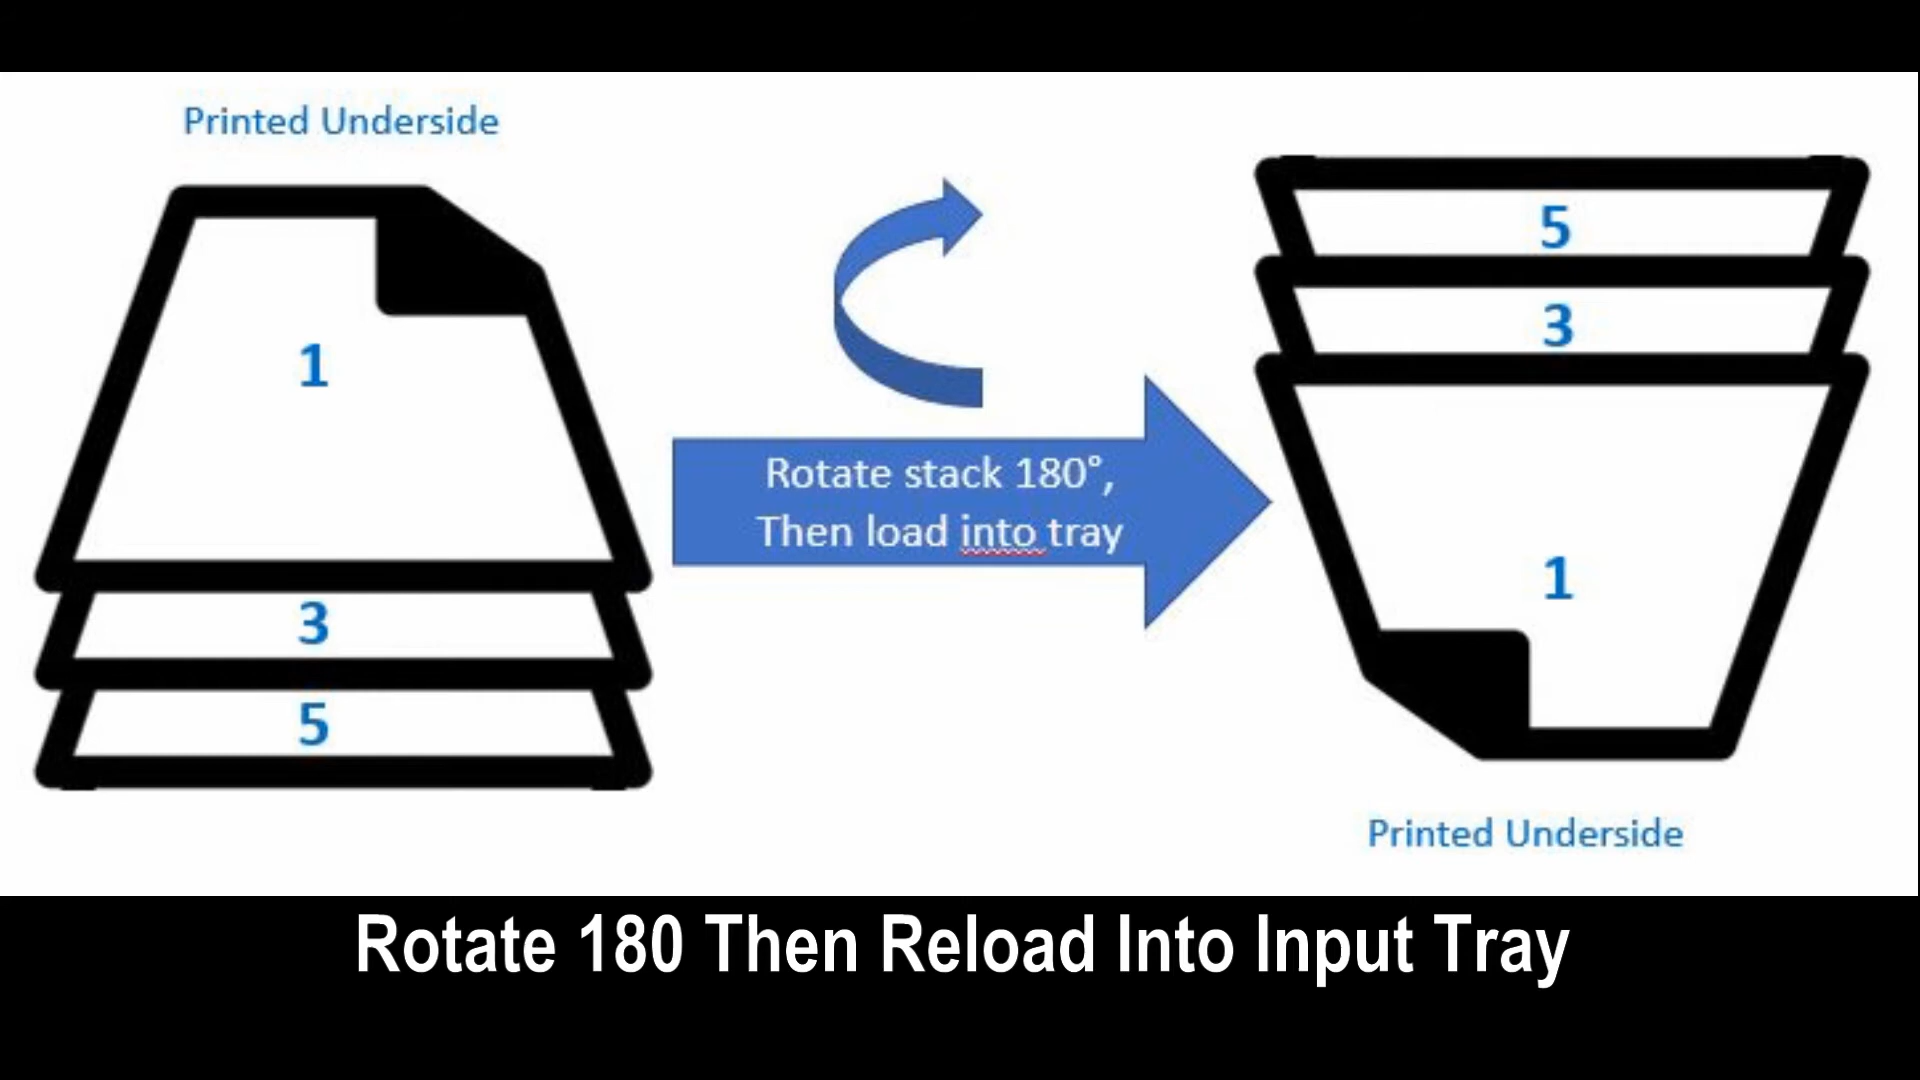 Printed Underside
1
3
5
Rotate stack 180°,
Then load into tray
5
3
1
Printed Underside
Rotate 180 Then Reload Into Input Tray